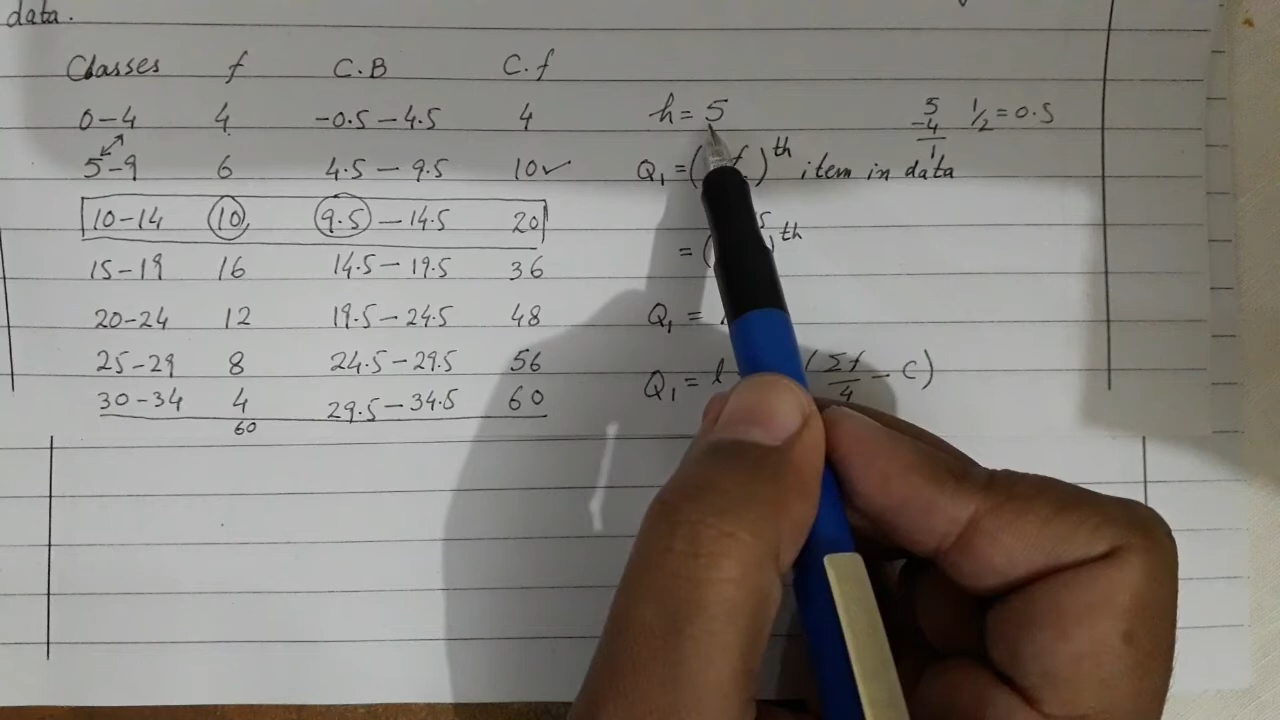 data.
Classes f C.B C.f
0-4 4 -0.5-4.5 4
5-9 6 4.5-9.5 10✓
10-14 10 9.5-14.5 20
15-19 16 14.5-19.5 36
20-24 12 19.5-24.5 48
25-29 8 24.5-29.5 56
30-34 4 29.5-34.5 60
60
h=5
5
-4
1
1/2=0.5
Q1=( f )th item in data
=( 5 )th
Q1 =
Q1 = l (Σf/4 - C)